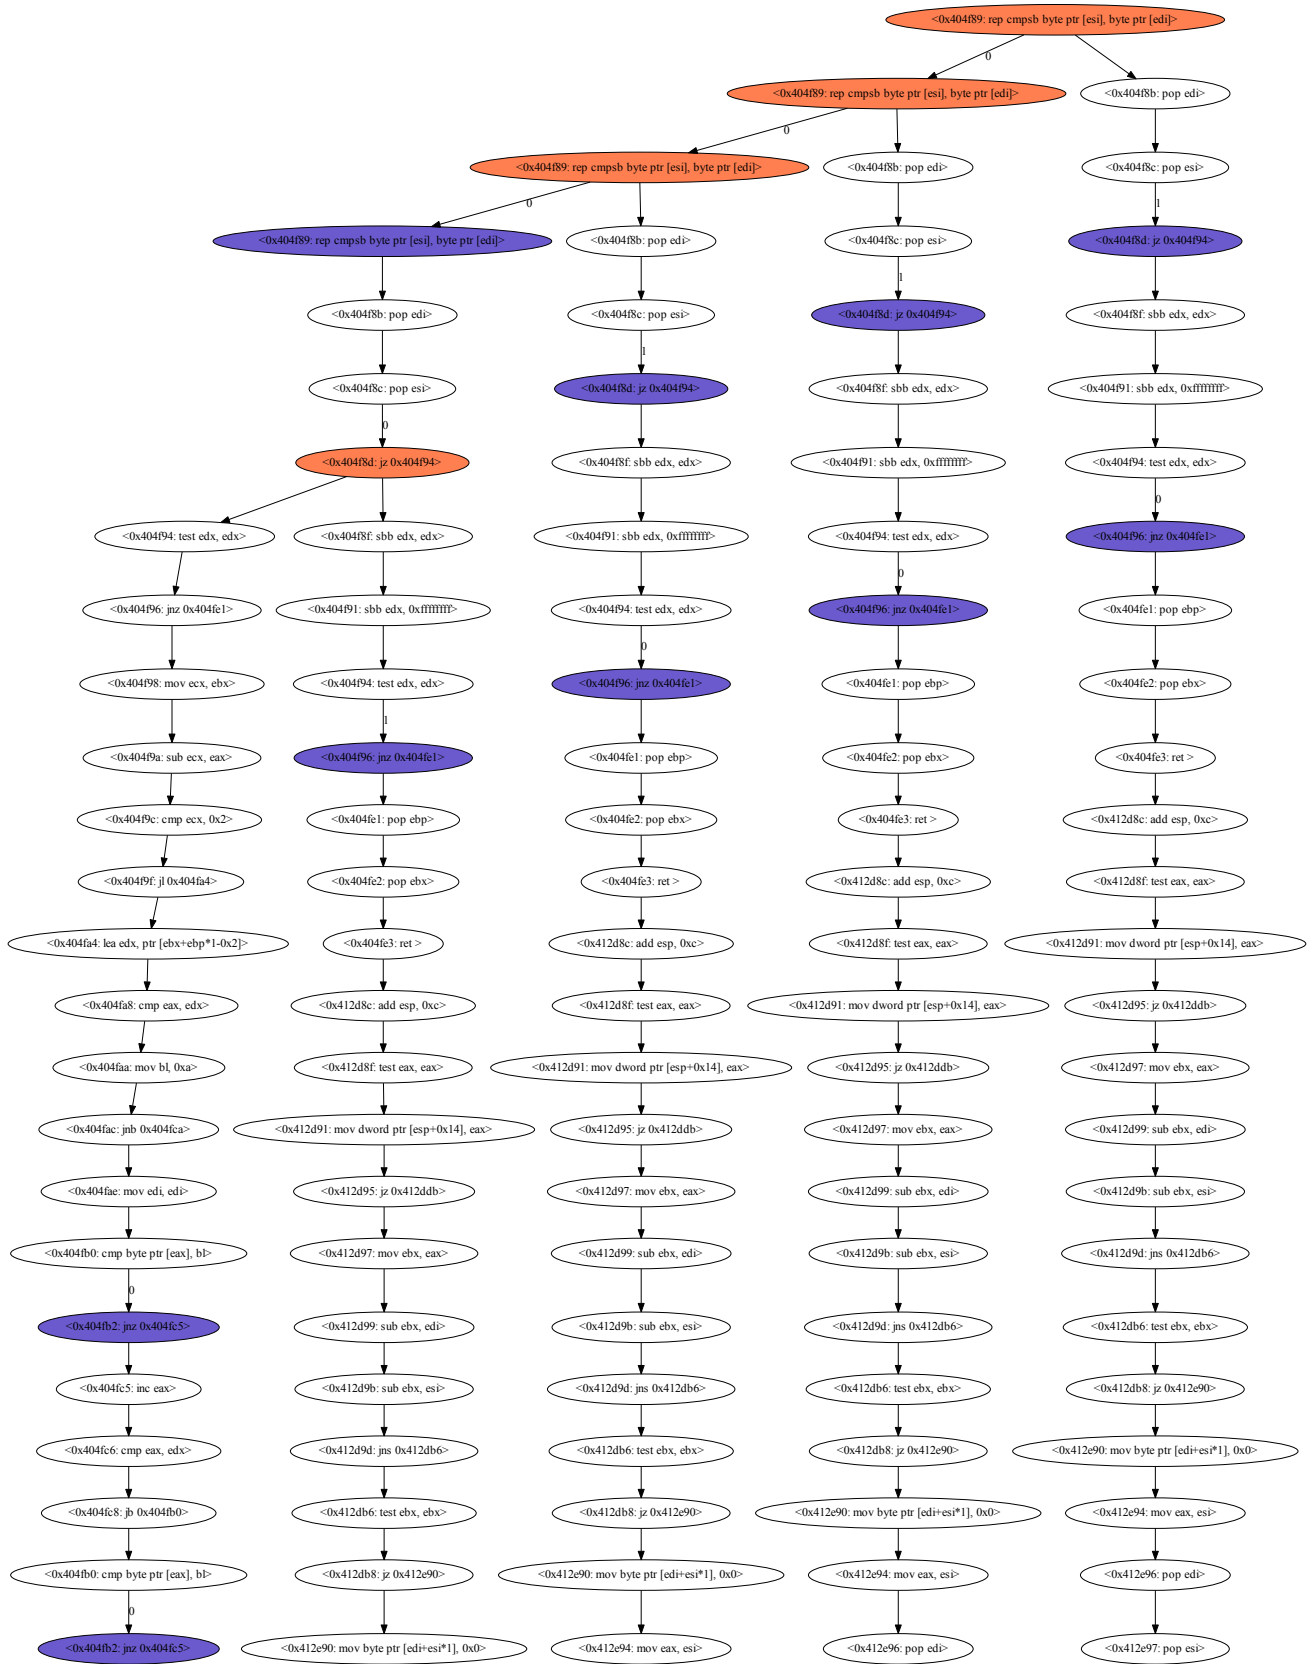 <0x404f89: rep cmpsb byte ptr [esi], byte ptr [edi]>
0
<0x404f89: rep cmpsb byte ptr [esi], byte ptr [edi]>
<0x404f8b: pop edi>
0
<0x404f89: rep cmpsb byte ptr [esi], byte ptr [edi]>
<0x404f8b: pop edi>
<0x404f8c: pop esi>
0
1
<0x404f89: rep cmpsb byte ptr [esi], byte ptr [edi]>
<0x404f8b: pop edi>
<0x404f8c: pop esi>
<0x404f8d: jz 0x404f94>
1
<0x404f8b: pop edi>
<0x404f8c: pop esi>
<0x404f8d: jz 0x404f94>
<0x404f8f: sbb edx, edx>
1
<0x404f8c: pop esi>
<0x404f8d: jz 0x404f94>
<0x404f8f: sbb edx, edx>
<0x404f91: sbb edx, 0xffffffff>
0
<0x404f8d: jz 0x404f94>
<0x404f8f: sbb edx, edx>
<0x404f91: sbb edx, 0xffffffff>
<0x404f94: test edx, edx>
0
<0x404f94: test edx, edx>
<0x404f8f: sbb edx, edx>
<0x404f91: sbb edx, 0xffffffff>
<0x404f94: test edx, edx>
<0x404f96: jnz 0x404fe1>
0
<0x404f96: jnz 0x404fe1>
<0x404f91: sbb edx, 0xffffffff>
<0x404f94: test edx, edx>
<0x404f96: jnz 0x404fe1>
<0x404fe1: pop ebp>
0
<0x404f98: mov ecx, ebx>
<0x404f94: test edx, edx>
<0x404f96: jnz 0x404fe1>
<0x404fe1: pop ebp>
<0x404fe2: pop ebx>
1
<0x404f9a: sub ecx, eax>
<0x404f96: jnz 0x404fe1>
<0x404fe1: pop ebp>
<0x404fe2: pop ebx>
<0x404fe3: ret >
<0x404f9c: cmp ecx, 0x2>
<0x404fe1: pop ebp>
<0x404fe2: pop ebx>
<0x404fe3: ret >
<0x412d8c: add esp, 0xc>
<0x404f9f: jl 0x404fa4>
<0x404fe2: pop ebx>
<0x404fe3: ret >
<0x412d8c: add esp, 0xc>
<0x412d8f: test eax, eax>
<0x404fa4: lea edx, ptr [ebx+ebp*1-0x2]>
<0x404fe3: ret >
<0x412d8c: add esp, 0xc>
<0x412d8f: test eax, eax>
<0x412d91: mov dword ptr [esp+0x14], eax>
<0x404fa8: cmp eax, edx>
<0x412d8c: add esp, 0xc>
<0x412d8f: test eax, eax>
<0x412d91: mov dword ptr [esp+0x14], eax>
<0x412d95: jz 0x412ddb>
<0x404faa: mov bl, 0xa>
<0x412d8f: test eax, eax>
<0x412d91: mov dword ptr [esp+0x14], eax>
<0x412d95: jz 0x412ddb>
<0x412d97: mov ebx, eax>
<0x404fac: jnb 0x404fca>
<0x412d91: mov dword ptr [esp+0x14], eax>
<0x412d95: jz 0x412ddb>
<0x412d97: mov ebx, eax>
<0x412d99: sub ebx, edi>
<0x404fae: mov edi, edi>
<0x412d95: jz 0x412ddb>
<0x412d97: mov ebx, eax>
<0x412d99: sub ebx, edi>
<0x412d9b: sub ebx, esi>
<0x404fb0: cmp byte ptr [eax], bl>
<0x412d97: mov ebx, eax>
<0x412d99: sub ebx, edi>
<0x412d9b: sub ebx, esi>
<0x412d9d: jns 0x412db6>
0
<0x404fb2: jnz 0x404fc5>
<0x412d99: sub ebx, edi>
<0x412d9b: sub ebx, esi>
<0x412d9d: jns 0x412db6>
<0x412db6: test ebx, ebx>
<0x404fc5: inc eax>
<0x412d9b: sub ebx, esi>
<0x412d9d: jns 0x412db6>
<0x412db6: test ebx, ebx>
<0x412db8: jz 0x412e90>
<0x404fc6: cmp eax, edx>
<0x412d9d: jns 0x412db6>
<0x412db6: test ebx, ebx>
<0x412db8: jz 0x412e90>
<0x412e90: mov byte ptr [edi+esi*1], 0x0>
<0x404fc8: jb 0x404fb0>
<0x412db6: test ebx, ebx>
<0x412db8: jz 0x412e90>
<0x412e90: mov byte ptr [edi+esi*1], 0x0>
<0x412e94: mov eax, esi>
<0x404fb0: cmp byte ptr [eax], bl>
<0x412db8: jz 0x412e90>
<0x412e90: mov byte ptr [edi+esi*1], 0x0>
<0x412e94: mov eax, esi>
<0x412e96: pop edi>
0
<0x404fb2: jnz 0x404fc5>
<0x412e90: mov byte ptr [edi+esi*1], 0x0>
<0x412e94: mov eax, esi>
<0x412e96: pop edi>
<0x412e97: pop esi>